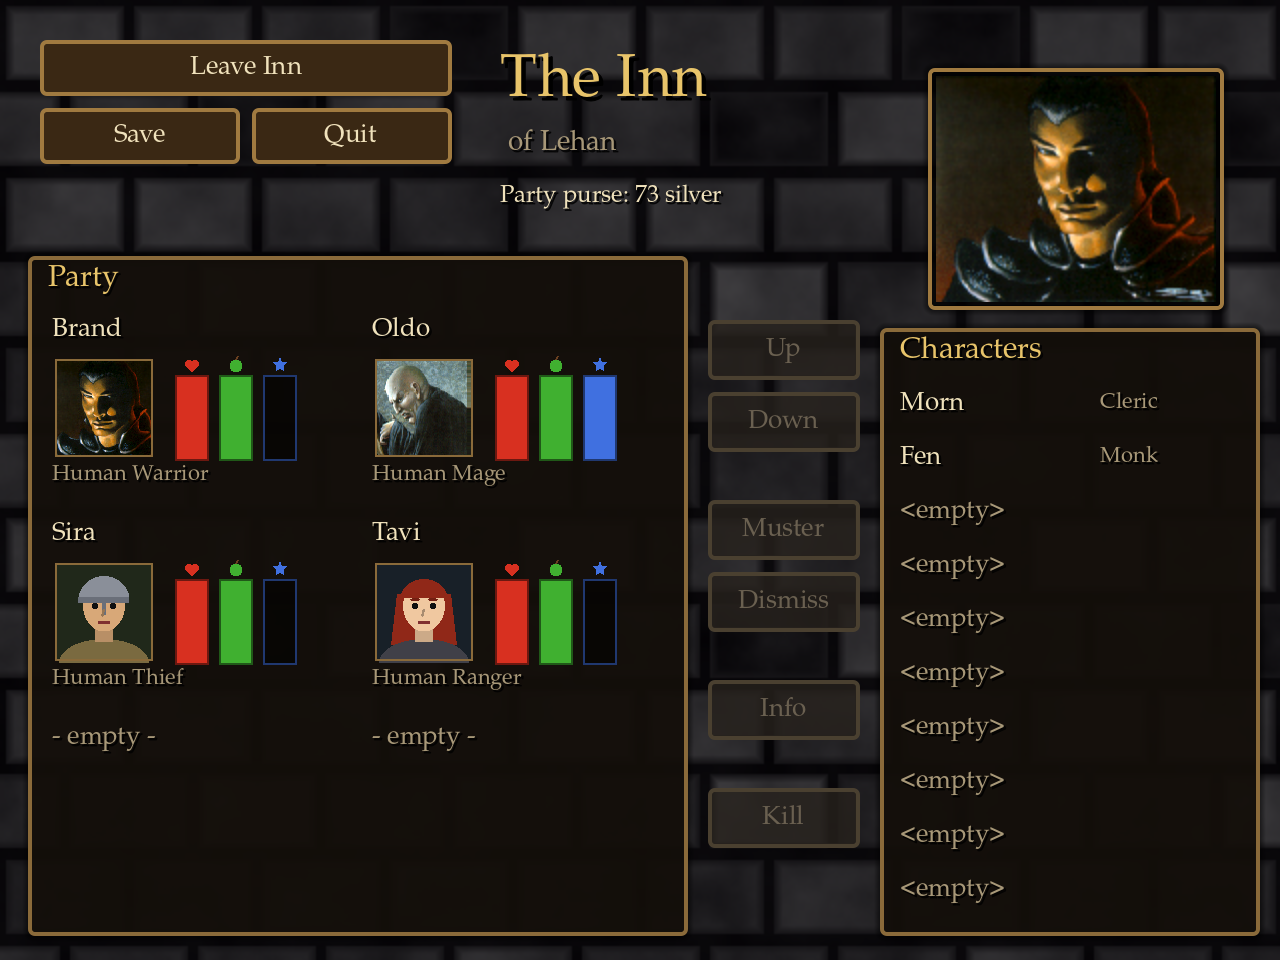 Leave Inn
Save
Quit
The Inn
of Lehan
Party purse: 73 silver
Party
Brand
Human Warrior
Oldo
Human Mage
Sira
Human Thief
Tavi
Human Ranger
- empty -
- empty -
Up
Down
Muster
Dismiss
Info
Kill
Characters
Morn Cleric
Fen Monk
<empty>
<empty>
<empty>
<empty>
<empty>
<empty>
<empty>
<empty>